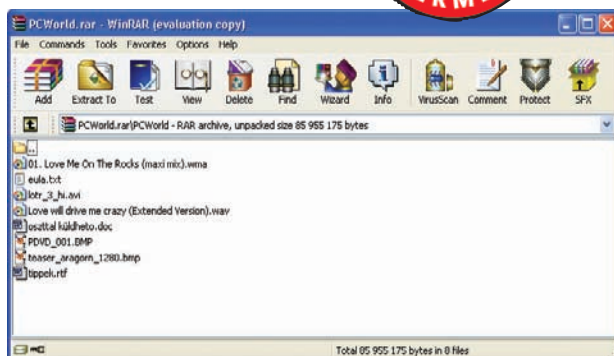 PCWorld.rar - WinRAR (evaluation copy)
File Commands Tools Favorites Options Help
Add Extract To Test View Delete Find Wizard Info VirusScan Comment Protect SFX
PCWorld.rar\PCWorld - RAR archive, unpacked size 85 955 175 bytes
..
01. Love Me On The Rocks (maxi mix).wma
eula.txt
lotr_3_hi.avi
Love will drive me crazy (Extended Version).wav
oszttal küldheto.doc
PDVD_001.BMP
teaser_aragorn_1280.bmp
tippek.rtf
Total 85 955 175 bytes in 8 files